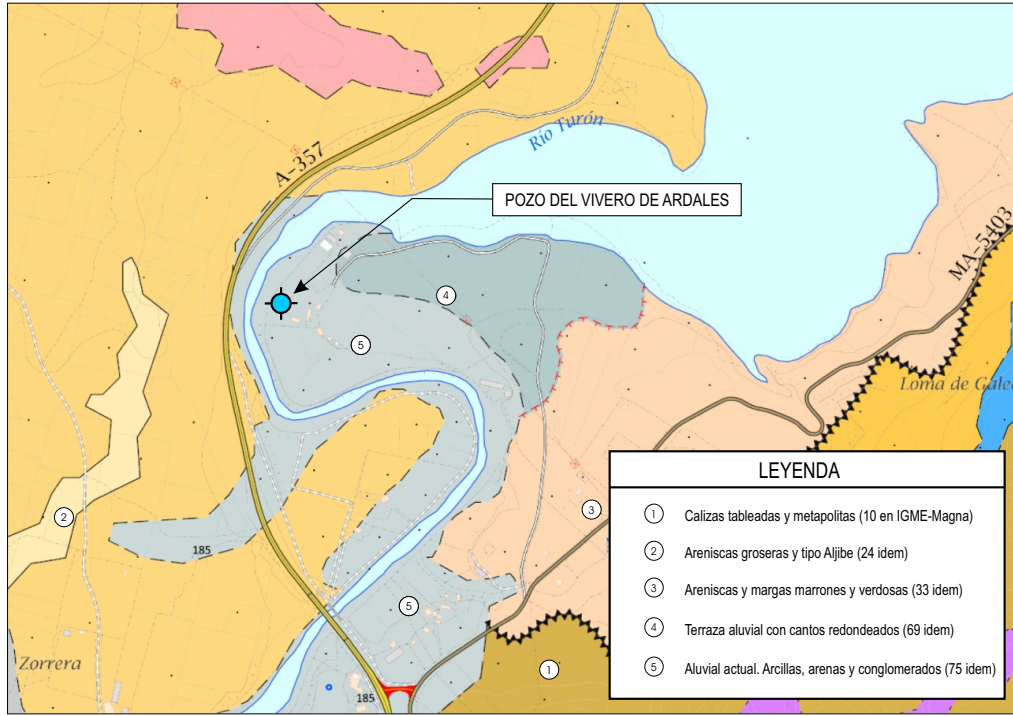 A-357
Río Turón
POZO DEL VIVERO DE ARDALES
MA-5403
4
5
Loma de Gale
2
185
3
5
Zorrera
185
1
LEYENDA
1 Calizas tableadas y metapolitas (10 en IGME-Magna)
2 Areniscas groseras y tipo Aljibe (24 idem)
3 Areniscas y margas marrones y verdosas (33 idem)
4 Terraza aluvial con cantos redondeados (69 idem)
5 Aluvial actual. Arcillas, arenas y conglomerados (75 idem)